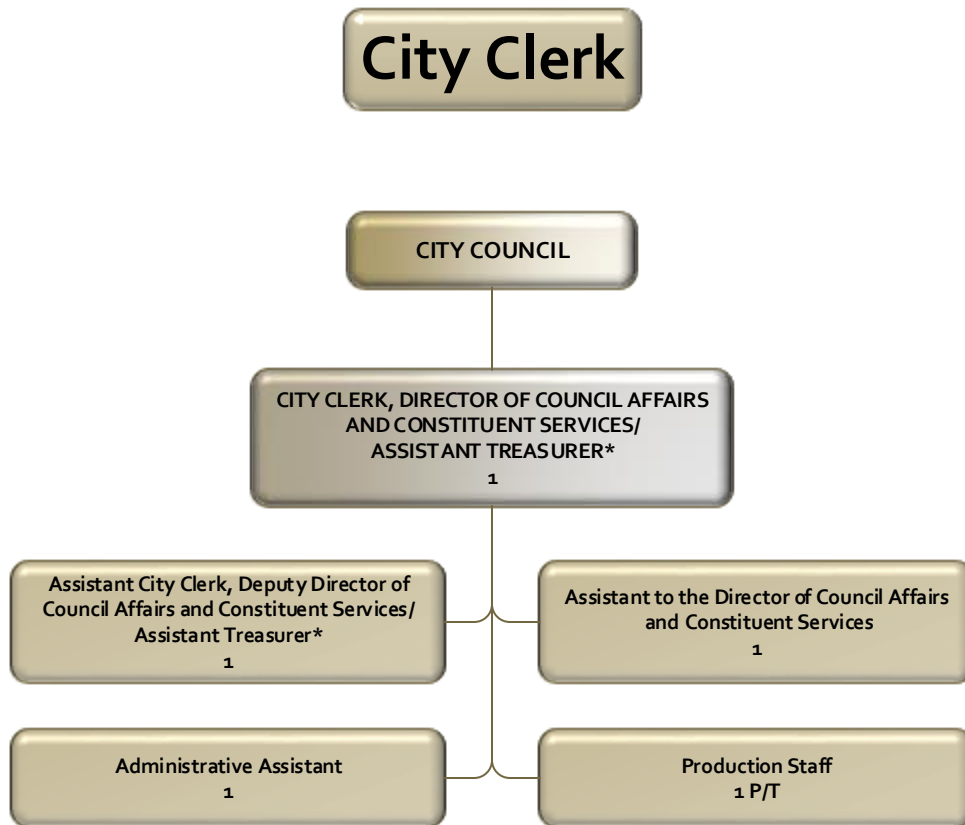 City Clerk
CITY COUNCIL
CITY CLERK, DIRECTOR OF COUNCIL AFFAIRS
AND CONSTITUENT SERVICES/
ASSISTANT TREASURER*
1
Assistant City Clerk, Deputy Director of
Council Affairs and Constituent Services/
Assistant Treasurer*
1
Assistant to the Director of Council Affairs
and Constituent Services
1
Administrative Assistant
1
Production Staff
1 P/T